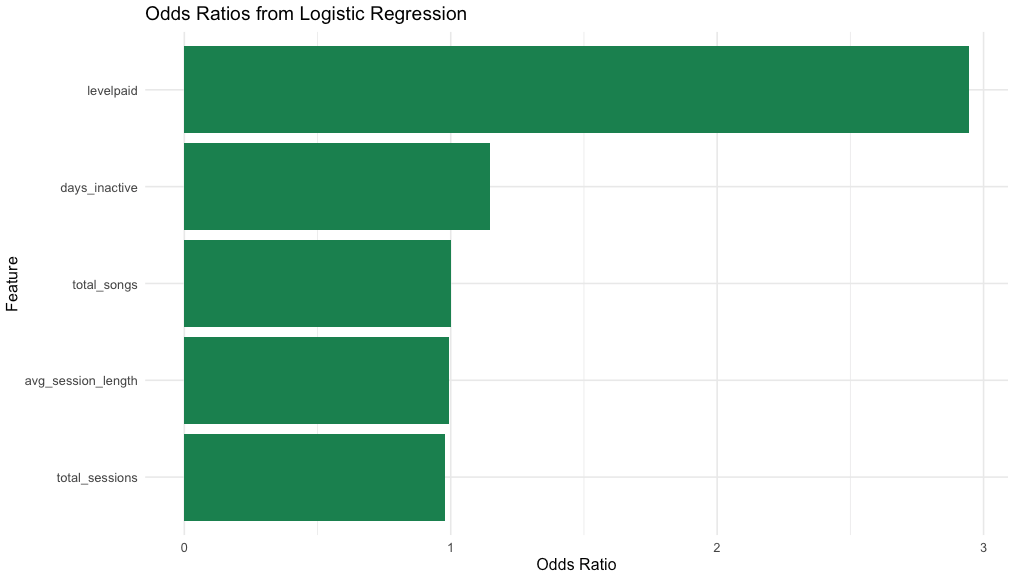 Odds Ratios from Logistic Regression
Feature
levelpaid
days_inactive
total_songs
avg_session_length
total_sessions
0 1 2 3
Odds Ratio